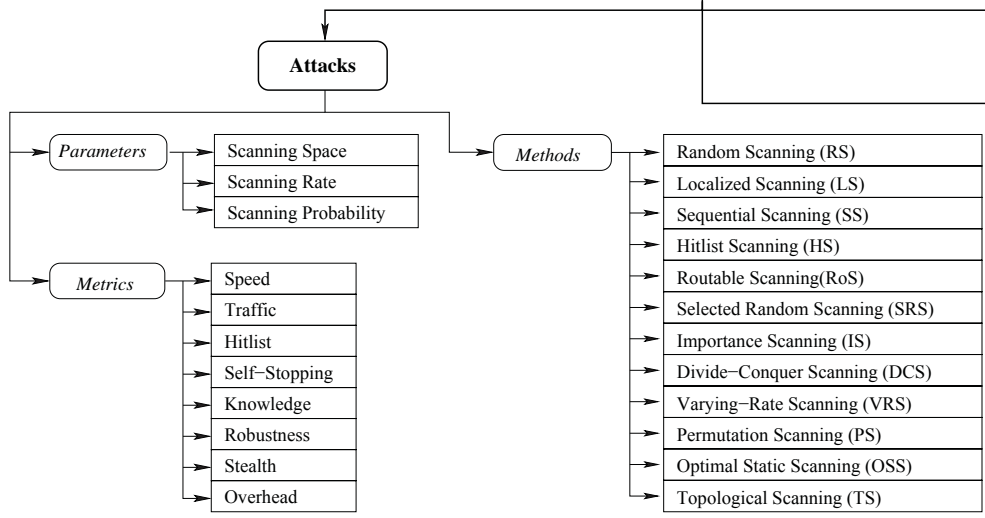 Attacks
Parameters
Scanning Space
Scanning Rate
Scanning Probability
Metrics
Speed
Traffic
Hitlist
Self−Stopping
Knowledge
Robustness
Stealth
Overhead
Methods
Random Scanning (RS)
Localized Scanning (LS)
Sequential Scanning (SS)
Hitlist Scanning (HS)
Routable Scanning(RoS)
Selected Random Scanning (SRS)
Importance Scanning (IS)
Divide−Conquer Scanning (DCS)
Varying−Rate Scanning (VRS)
Permutation Scanning (PS)
Optimal Static Scanning (OSS)
Topological Scanning (TS)